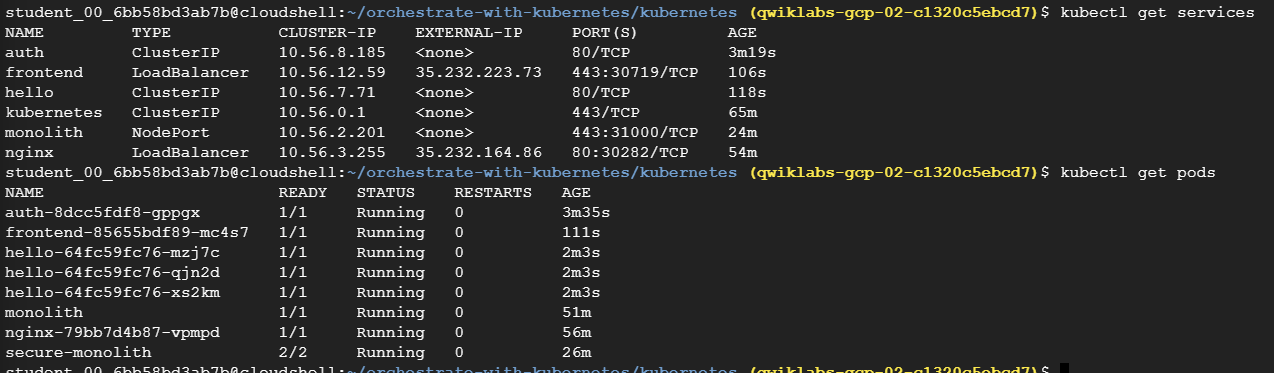 student_00_6bb58bd3ab7b@cloudshell:~/orchestrate-with-kubernetes/kubernetes (qwiklabs-gcp-02-c1320c5ebcd7)$ kubectl get services
NAME TYPE CLUSTER-IP EXTERNAL-IP PORT(S) AGE
auth ClusterIP 10.56.8.185 <none> 80/TCP 3m19s
frontend LoadBalancer 10.56.12.59 35.232.223.73 443:30719/TCP 106s
hello ClusterIP 10.56.7.71 <none> 80/TCP 118s
kubernetes ClusterIP 10.56.0.1 <none> 443/TCP 65m
monolith NodePort 10.56.2.201 <none> 443:31000/TCP 24m
nginx LoadBalancer 10.56.3.255 35.232.164.86 80:30282/TCP 54m
student_00_6bb58bd3ab7b@cloudshell:~/orchestrate-with-kubernetes/kubernetes (qwiklabs-gcp-02-c1320c5ebcd7)$ kubectl get pods
NAME READY STATUS RESTARTS AGE
auth-8dcc5fdf8-gppgx 1/1 Running 0 3m35s
frontend-85655bdf89-mc4s7 1/1 Running 0 111s
hello-64fc59fc76-mzj7c 1/1 Running 0 2m3s
hello-64fc59fc76-qjn2d 1/1 Running 0 2m3s
hello-64fc59fc76-xs2km 1/1 Running 0 2m3s
monolith 1/1 Running 0 51m
nginx-79bb7d4b87-vpmpd 1/1 Running 0 56m
secure-monolith 2/2 Running 0 26m
student_00_6bb58bd3ab7b@cloudshell:~/orchestrate-with-kubernetes/kubernetes (qwiklabs-gcp-02-c1320c5ebcd7)$